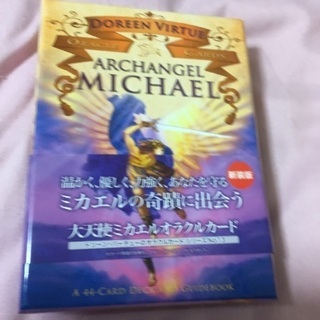 DOREEN VIRTUE
ORACLE CARDS
ARCHANGEL
MICHAEL
温かく、優しく、力強く、あなたを守る
新装版
ミカエルの奇蹟に出会う
大天使ミカエルオラクルカード
A 44-CARD DECK AND GUIDEBOOK